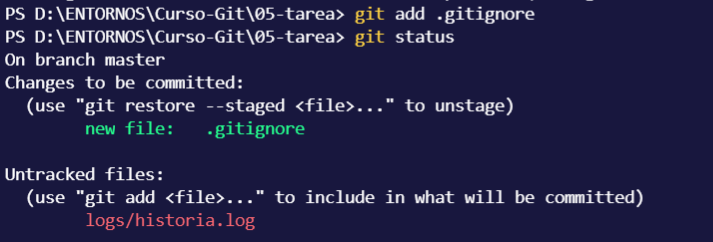 PS D:\ENTORNOS\Curso-Git\05-tarea> git add .gitignore
PS D:\ENTORNOS\Curso-Git\05-tarea> git status
On branch master
Changes to be committed:
  (use "git restore --staged <file>..." to unstage)
        new file:   .gitignore

Untracked files:
  (use "git add <file>..." to include in what will be committed)
        logs/historia.log